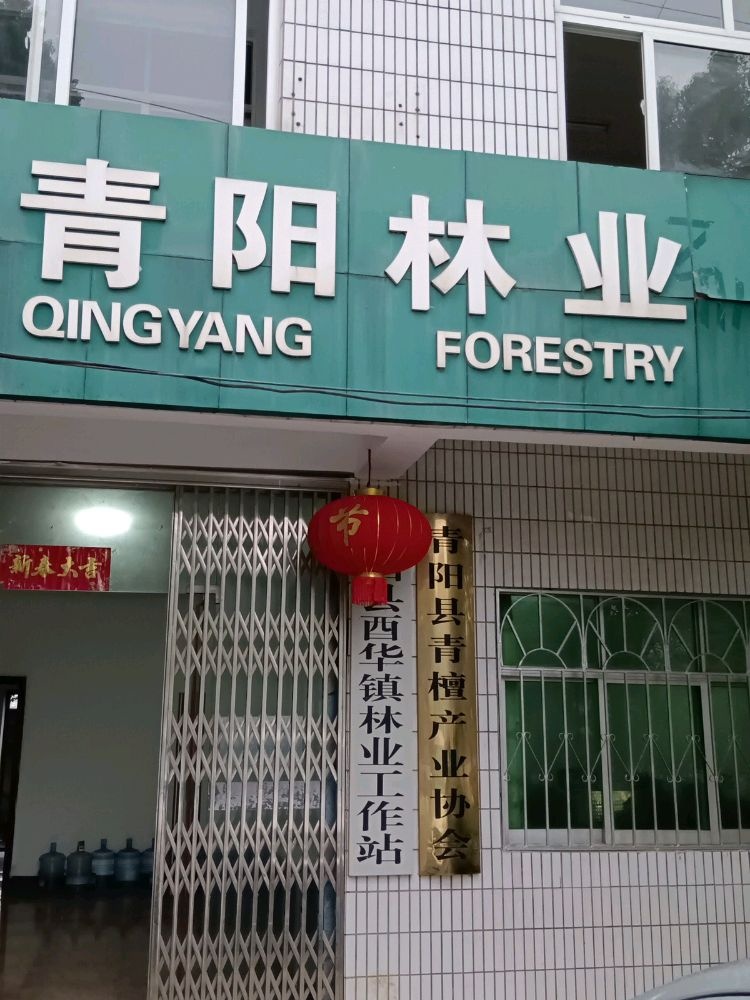 青阳林业
QINGYANG FORESTRY
节
新春大吉
县西华镇林业工作站
青阳县青檀产业协会